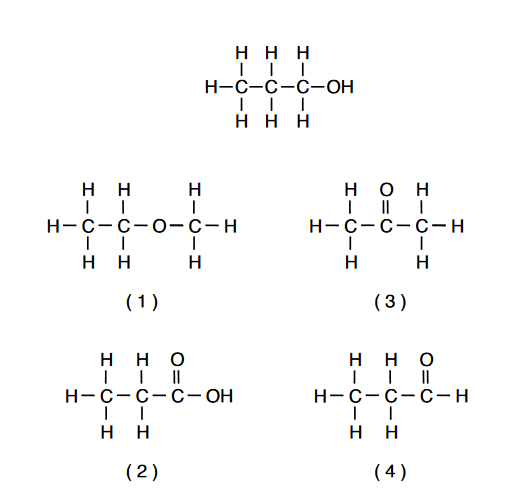 H H H
H-C-C-C-OH
H H H
H H H
H-C-C-O-C-H
H H H
(1)
H O H
H-C-C-C-H
H H
(3)
H H O
H-C-C-C-OH
H H
(2)
H H O
H-C-C-C-H
H H
(4)